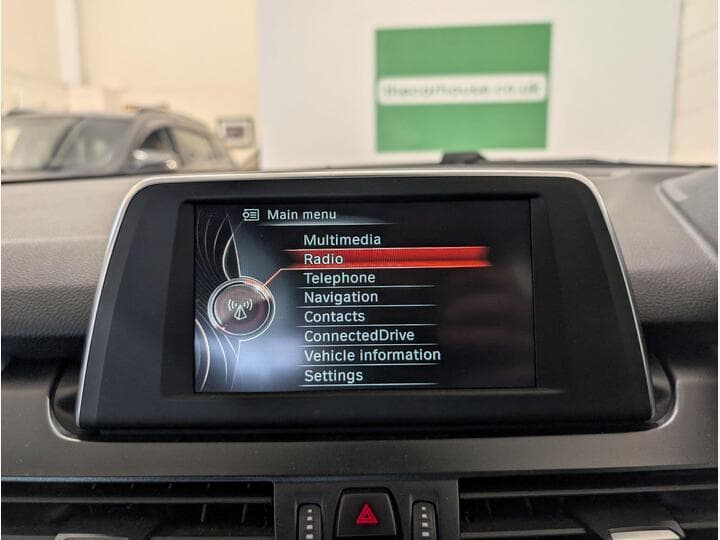 thecarhouse.co.uk
Main menu
Multimedia
Radio
Telephone
Navigation
Contacts
ConnectedDrive
Vehicle information
Settings